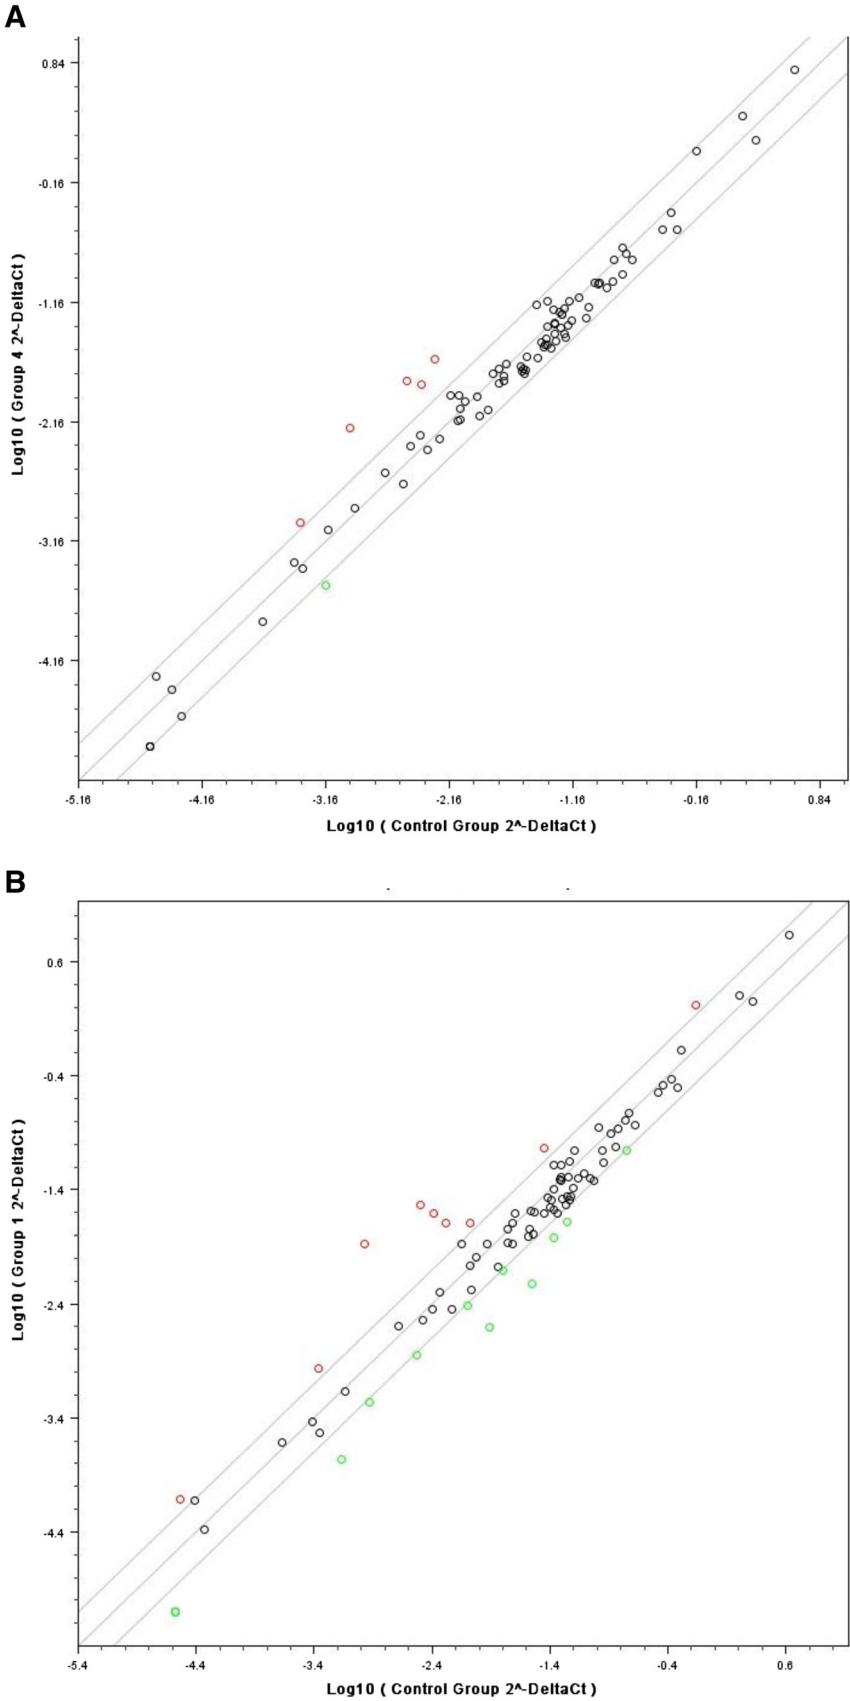 A
0.84
-0.16
-1.16
-2.16
-3.16
-4.16
Log10 ( Group 4 2^-DeltaCt )
-5.16 -4.16 -3.16 -2.16 -1.16 -0.16 0.84
Log10 ( Control Group 2^-DeltaCt )
B
0.6
-0.4
-1.4
-2.4
-3.4
-4.4
Log10 ( Group 1 2^-DeltaCt )
-5.4 -4.4 -3.4 -2.4 -1.4 -0.4 0.6
Log10 ( Control Group 2^-DeltaCt )